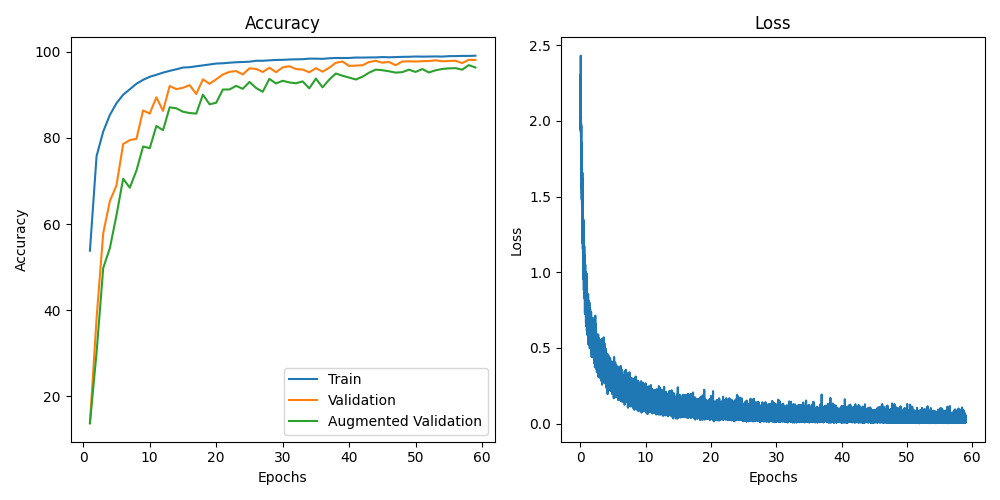 Accuracy
Accuracy
100
80
60
40
20
Train
Validation
Augmented Validation
0 10 20 30 40 50 60
Epochs
Loss
Loss
2.5
2.0
1.5
1.0
0.5
0.0
0 10 20 30 40 50 60
Epochs